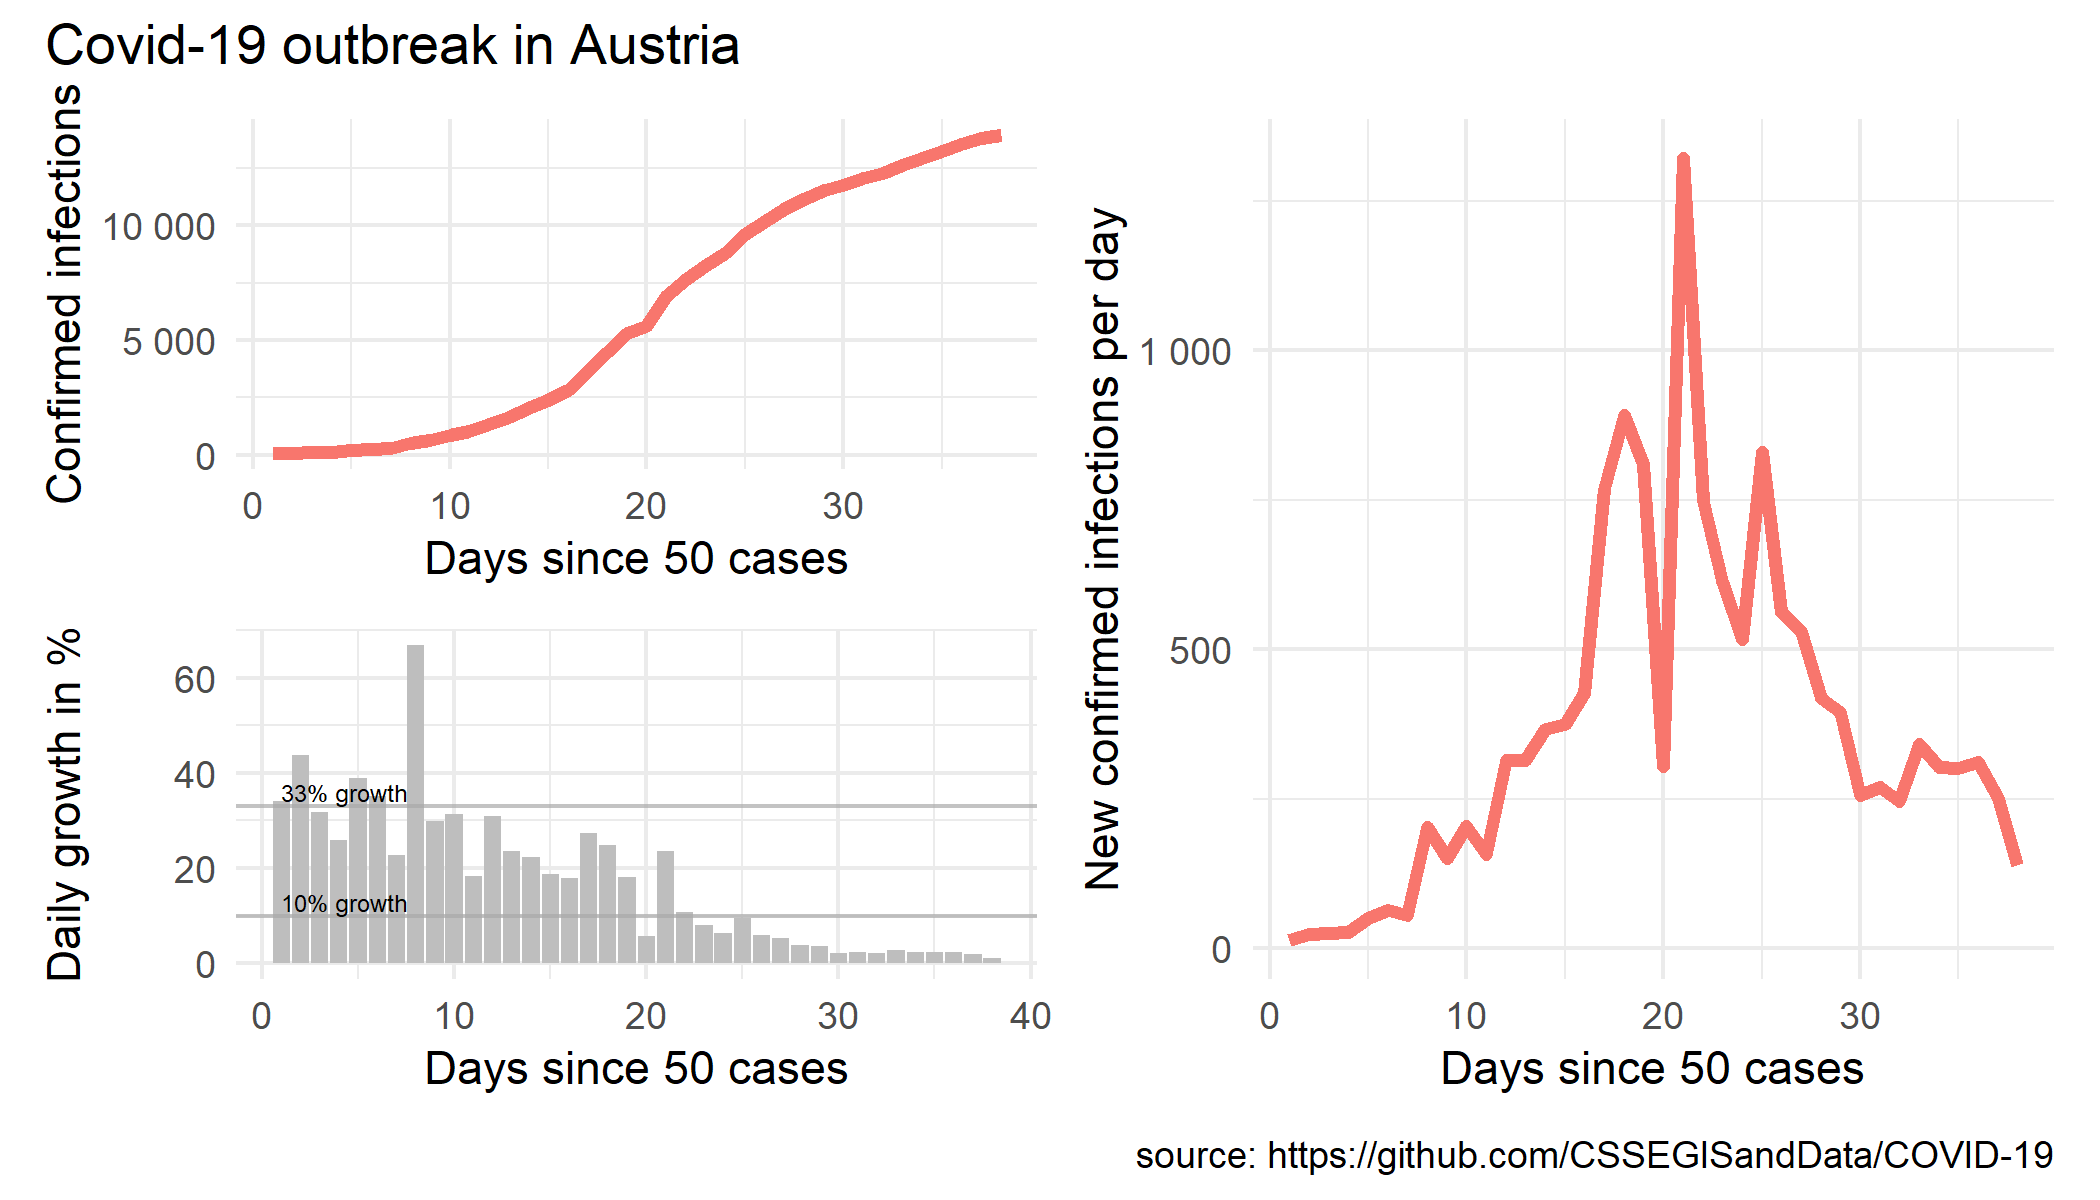 Covid-19 outbreak in Austria
Confirmed infections
10 000
5 000
0
0 10 20 30
Days since 50 cases
Daily growth in %
60
40
20
0
33% growth
10% growth
0 10 20 30 40
Days since 50 cases
New confirmed infections per day
1 000
500
0
0 10 20 30
Days since 50 cases
source: https://github.com/CSSEGISandData/COVID-19